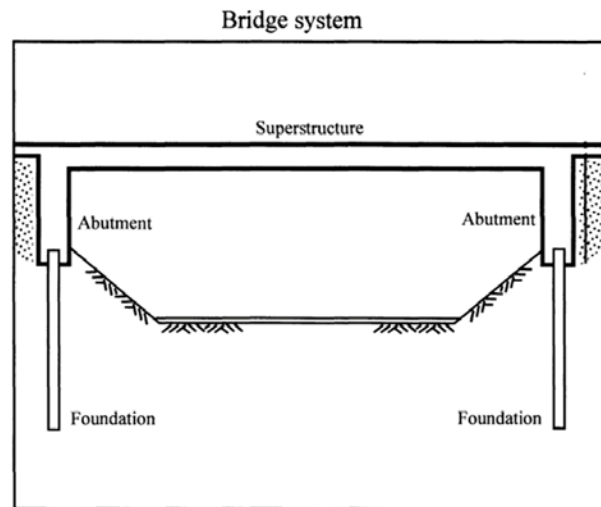 Bridge system
Superstructure
Abutment
Abutment
Foundation
Foundation